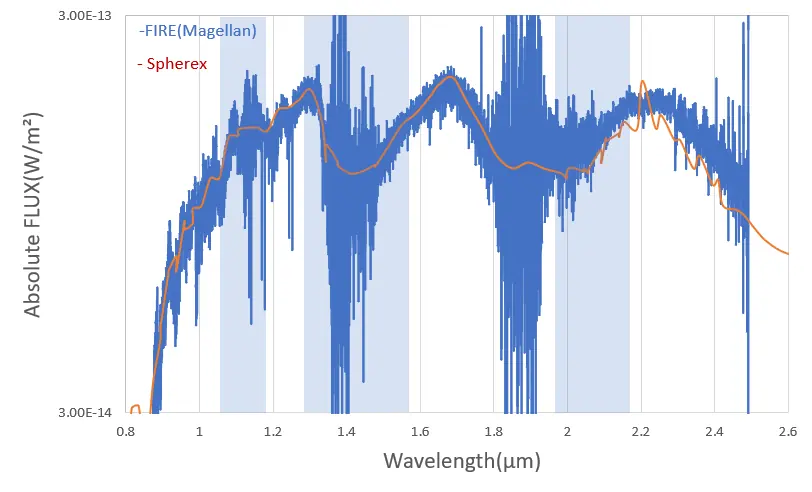 3.00E-13
-FIRE(Magellan)
- Spherex
Absolute FLUX(W/m²)
3.00E-14
0.8 1 1.2 1.4 1.6 1.8 2 2.2 2.4 2.6
Wavelength(μm)